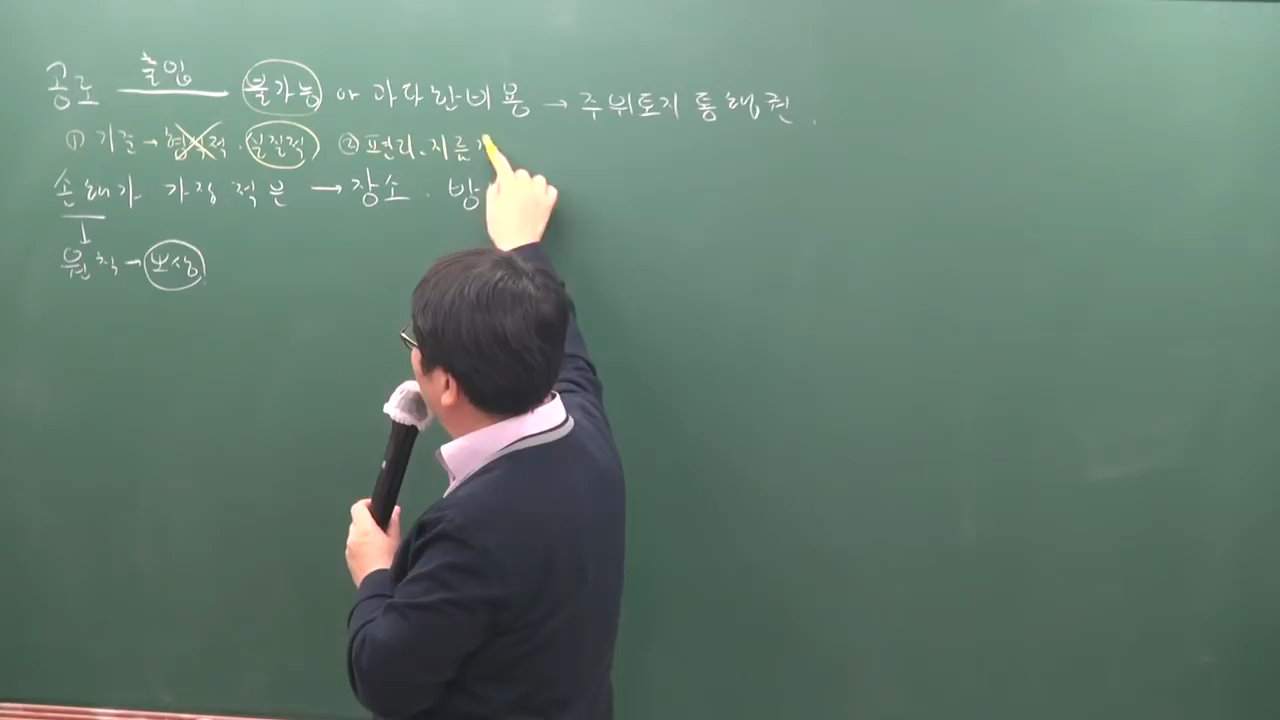 공로 출입 불가능 or 과다한 비용 → 주위토지 통행권.
① 기준 → 형식적 · 실질적 ② 편리. 지름
손해가 가장 적은 → 장소 · 방
↓
원칙 → 보상